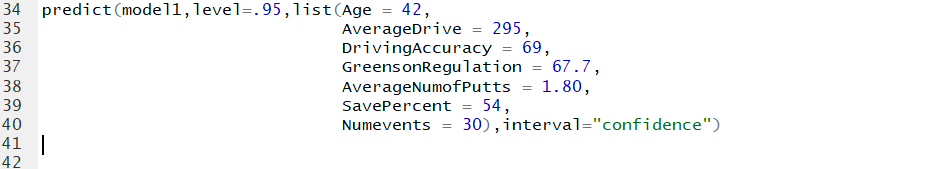 34 predict(model1,level=.95,list(Age = 42,
35 AverageDrive = 295,
36 DrivingAccuracy = 69,
37 GreensonRegulation = 67.7,
38 AverageNumofPutts = 1.80,
39 SavePercent = 54,
40 Numevents = 30),interval="confidence")
41
42